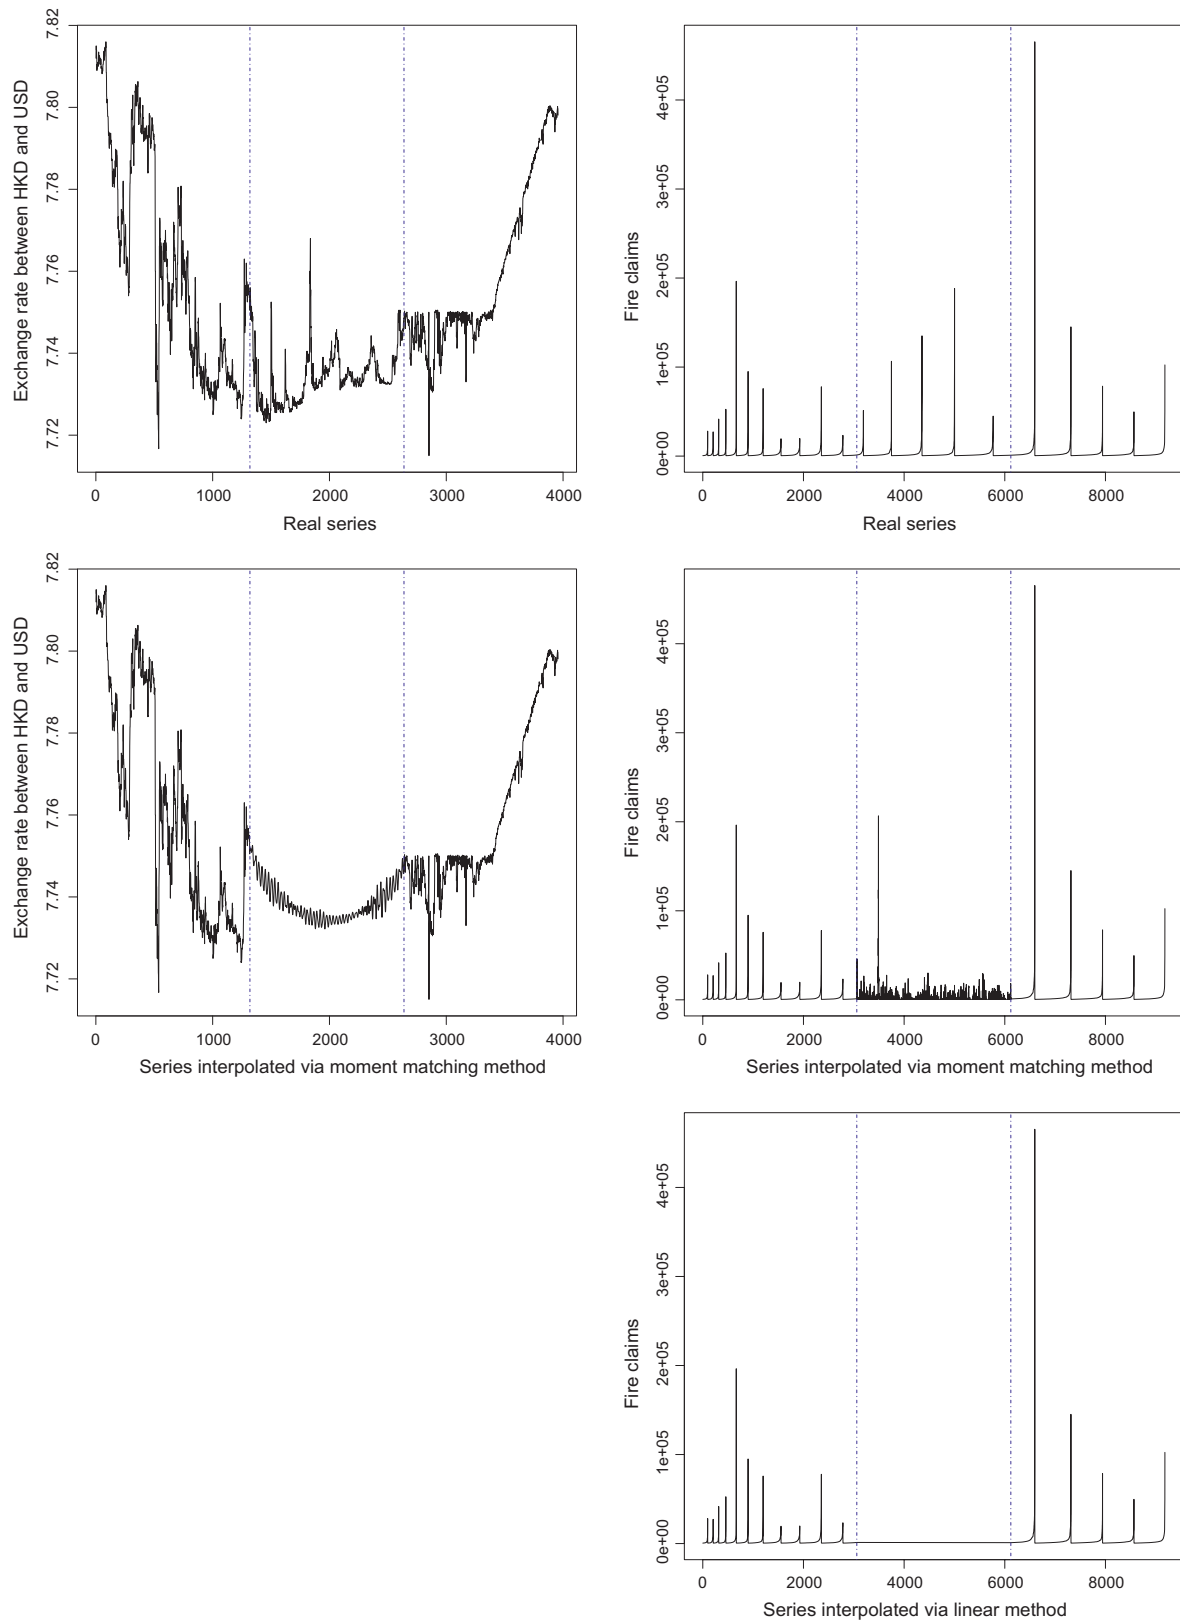 Exchange rate between HKD and USD
7.82
7.80
7.78
7.76
7.74
7.72
0 1000 2000 3000 4000
Real series
Fire claims
4e+05
3e+05
2e+05
1e+05
0e+00
0 2000 4000 6000 8000
Real series
Exchange rate between HKD and USD
7.82
7.80
7.78
7.76
7.74
7.72
0 1000 2000 3000 4000
Series interpolated via moment matching method
Fire claims
4e+05
3e+05
2e+05
1e+05
0e+00
0 2000 4000 6000 8000
Series interpolated via moment matching method
Fire claims
4e+05
3e+05
2e+05
1e+05
0e+00
0 2000 4000 6000 8000
Series interpolated via linear method